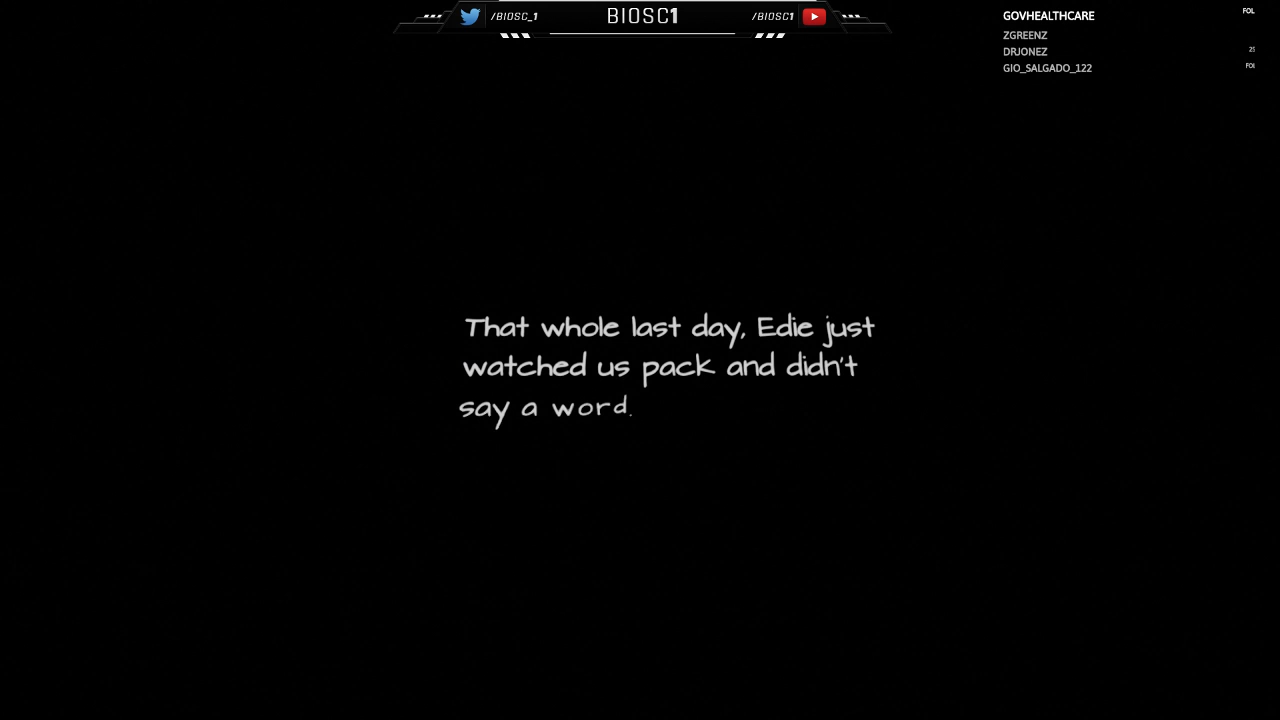 /BIOSC_1
BIOSC1
/BIOSC1
GOVHEALTHCARE
FOL
ZGREENZ
DRJONEZ
GIO_SALGADO_122
That whole last day, Edie just
watched us pack and didn't
say a word.